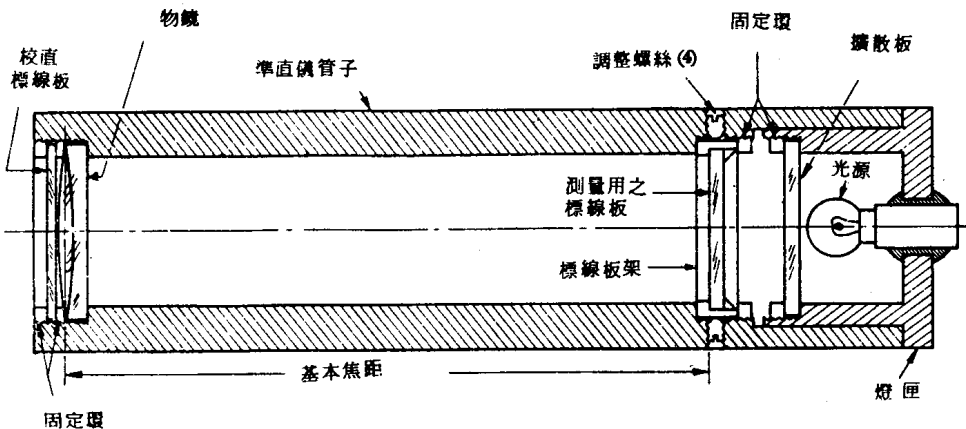 物鏡
固定環
擴散板
校直
標線板
準直儀管子
調整螺絲(4)
光源
測量用之
標線板
標線板架
基本焦距
燈匣
固定環